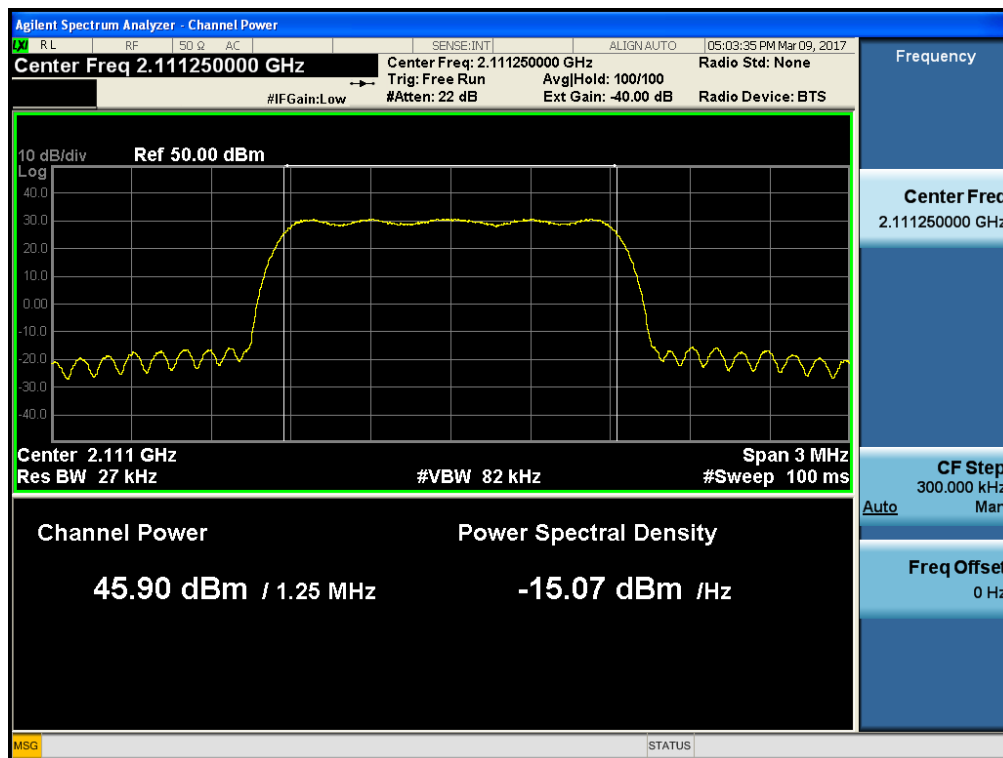 Agilent Spectrum Analyzer - Channel Power
LXI RL RF 50 Ω AC SENSE:INT ALIGN AUTO 05:03:35 PM Mar 09, 2017
Center Freq 2.111250000 GHz
Center Freq: 2.111250000 GHz Radio Std: None
Trig: Free Run Avg|Hold: 100/100
#IFGain:Low #Atten: 22 dB Ext Gain: -40.00 dB Radio Device: BTS
10 dB/div Ref 50.00 dBm
Log
40.0
30.0
20.0
10.0
0.00
-10.0
-20.0
-30.0
-40.0
Center 2.111 GHz Span 3 MHz
Res BW 27 kHz #VBW 82 kHz #Sweep 100 ms
Channel Power Power Spectral Density
45.90 dBm / 1.25 MHz -15.07 dBm /Hz
MSG STATUS
Frequency
Center Freq
2.111250000 GHz
CF Step
300.000 kHz
Auto Man
Freq Offset
0 Hz